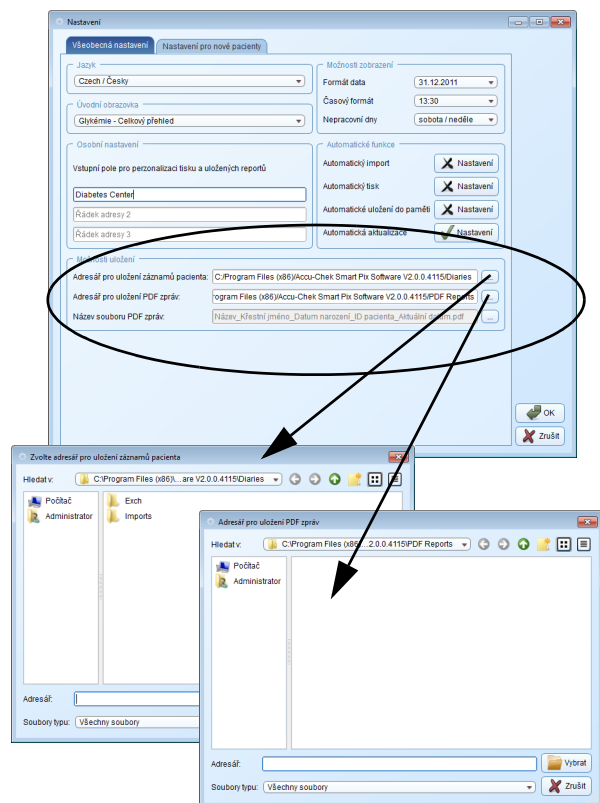 Nastavení
Všeobecná nastavení Nastavení pro nové pacienty
Jazyk
Czech / Česky
Úvodní obrazovka
Glykémie - Celkový přehled
Možnosti zobrazení
Formát data 31.12.2011
Časový formát 13:30
Nepracovní dny sobota / neděle
Osobní nastavení
Vstupní pole pro perzonalizaci tisku a uložených reportů
Diabetes Center
Řádek adresy 2
Řádek adresy 3
Automatické funkce
Automatický import Nastavení
Automatický tisk Nastavení
Automatické uložení do paměti Nastavení
Automatická aktualizace Nastavení
Možnosti uložení
Adresář pro uložení záznamů pacienta: C:/Program Files (x86)/Accu-Chek Smart Pix Software V2.0.0.4115/Diaries ...
Adresář pro uložení PDF zpráv: rogram Files (x86)/Accu-Chek Smart Pix Software V2.0.0.4115/PDF Reports ...
Název souboru PDF zpráv: Název_Křestní jméno_Datum narození_ID pacienta_Aktuální datum.pdf ...
OK
Zrušit
Zvolte adresář pro uložení záznamů pacienta
Hledat v: C:\Program Files (x86)\...are V2.0.0.4115\Diaries
Počítač
Administrator
Exch
Imports
Adresář:
Soubory typu: Všechny soubory
Adresář pro uložení PDF zpráv
Hledat v: C:\Program Files (x86)\...2.0.0.4115\PDF Reports
Počítač
Administrator
Adresář:
Vybrat
Soubory typu: Všechny soubory
Zrušit